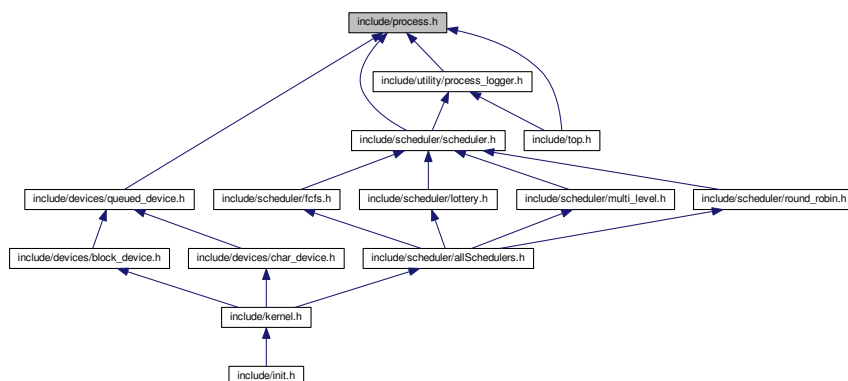 include/process.h
include/utility/process_logger.h
include/scheduler/scheduler.h
include/top.h
include/devices/queued_device.h
include/scheduler/fcfs.h
include/scheduler/lottery.h
include/scheduler/multi_level.h
include/scheduler/round_robin.h
include/devices/block_device.h
include/devices/char_device.h
include/scheduler/allSchedulers.h
include/kernel.h
include/init.h